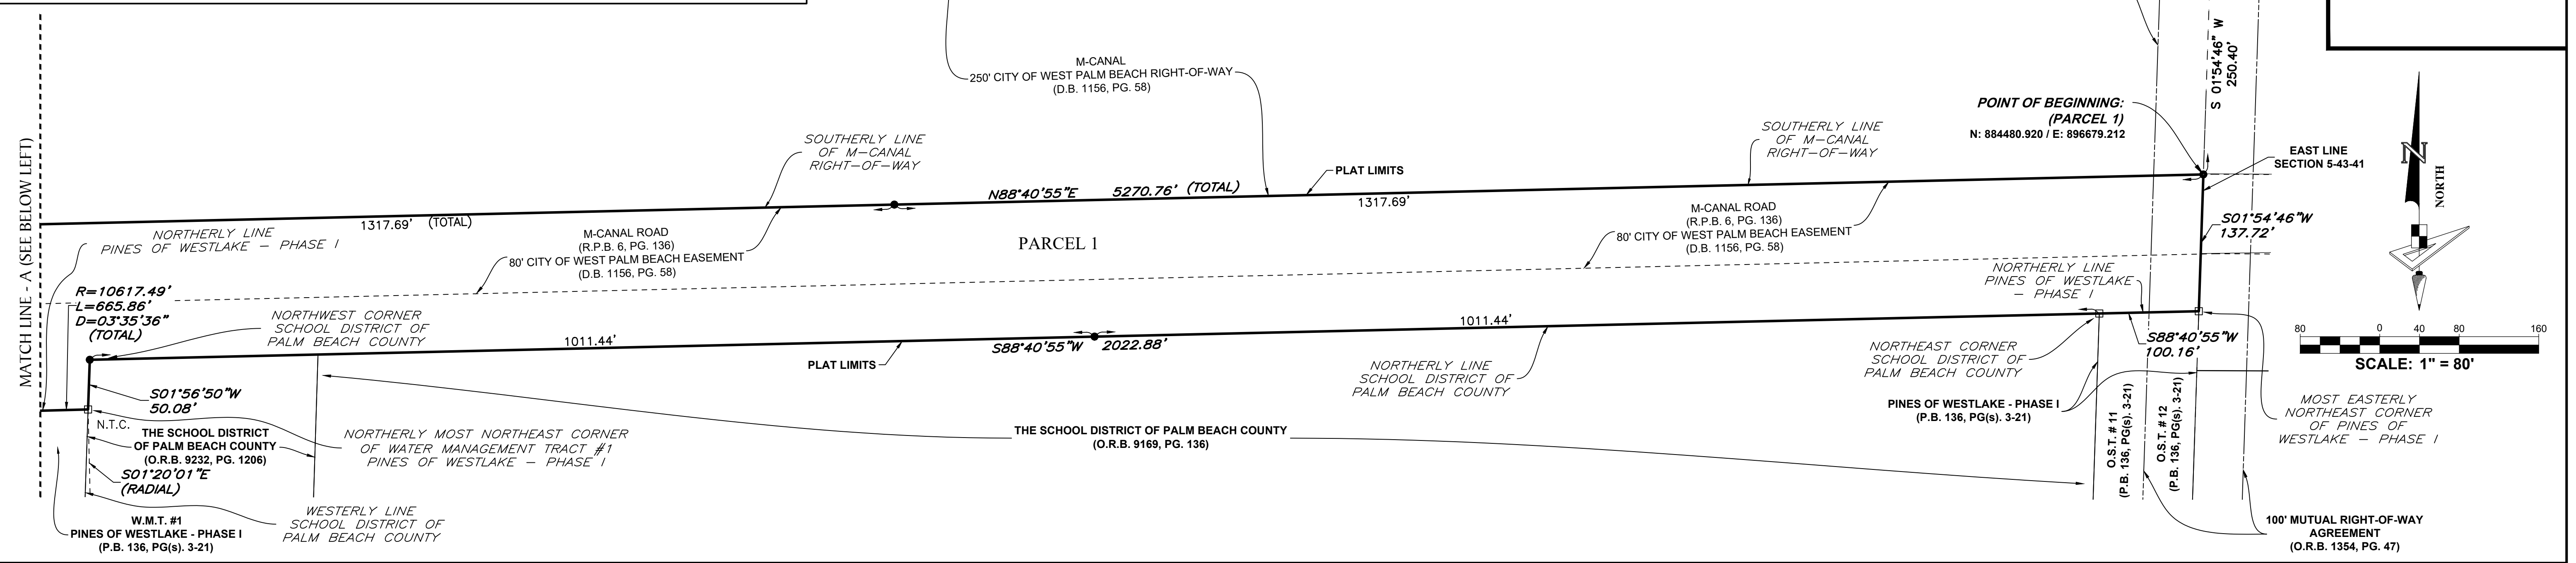 M-CANAL
250' CITY OF WEST PALM BEACH RIGHT-OF-WAY
(D.B. 1156, PG. 58)
S 01°54'46" W
250.40'
POINT OF BEGINNING:
(PARCEL 1)
N: 884480.920 / E: 896679.212
EAST LINE
SECTION 5-43-41
SOUTHERLY LINE
OF M-CANAL
RIGHT-OF-WAY
SOUTHERLY LINE
OF M-CANAL
RIGHT-OF-WAY
PLAT LIMITS
N88°40'55"E 5270.76' (TOTAL)
1317.69'
1317.69' (TOTAL)
MATCH LINE - A (SEE BELOW LEFT)
NORTHERLY LINE
PINES OF WESTLAKE - PHASE I
M-CANAL ROAD
(R.P.B. 6, PG. 136)
80' CITY OF WEST PALM BEACH EASEMENT
(D.B. 1156, PG. 58)
PARCEL 1
M-CANAL ROAD
(R.P.B. 6, PG. 136)
80' CITY OF WEST PALM BEACH EASEMENT
(D.B. 1156, PG. 58)
S01°54'46"W
137.72'
N
NORTH
R=10617.49'
L=665.86'
D=03°35'36"
(TOTAL)
NORTHWEST CORNER
SCHOOL DISTRICT OF
PALM BEACH COUNTY
1011.44'
PLAT LIMITS
S88°40'55"W 2022.88'
1011.44'
NORTHERLY LINE
SCHOOL DISTRICT OF
PALM BEACH COUNTY
NORTHERLY LINE
PINES OF WESTLAKE
- PHASE I
NORTHEAST CORNER
SCHOOL DISTRICT OF
PALM BEACH COUNTY
S88°40'55"W
100.16'
80 0 40 80 160
SCALE: 1" = 80'
S01°56'50"W
50.08'
N.T.C.
THE SCHOOL DISTRICT
OF PALM BEACH COUNTY
(O.R.B. 9232, PG. 1206)
S01°20'01"E
(RADIAL)
NORTHERLY MOST NORTHEAST CORNER
OF WATER MANAGEMENT TRACT #1
PINES OF WESTLAKE - PHASE I
THE SCHOOL DISTRICT OF PALM BEACH COUNTY
(O.R.B. 9169, PG. 136)
PINES OF WESTLAKE - PHASE I
(P.B. 136, PG(s). 3-21)
O.S.T. # 11
(P.B. 136, PG(s). 3-21)
O.S.T. # 12
(P.B. 136, PG(s). 3-21)
MOST EASTERLY
NORTHEAST CORNER
OF PINES OF
WESTLAKE - PHASE I
W.M.T. #1
PINES OF WESTLAKE - PHASE I
(P.B. 136, PG(s). 3-21)
WESTERLY LINE
SCHOOL DISTRICT OF
PALM BEACH COUNTY
100' MUTUAL RIGHT-OF-WAY
AGREEMENT
(O.R.B. 1354, PG. 47)